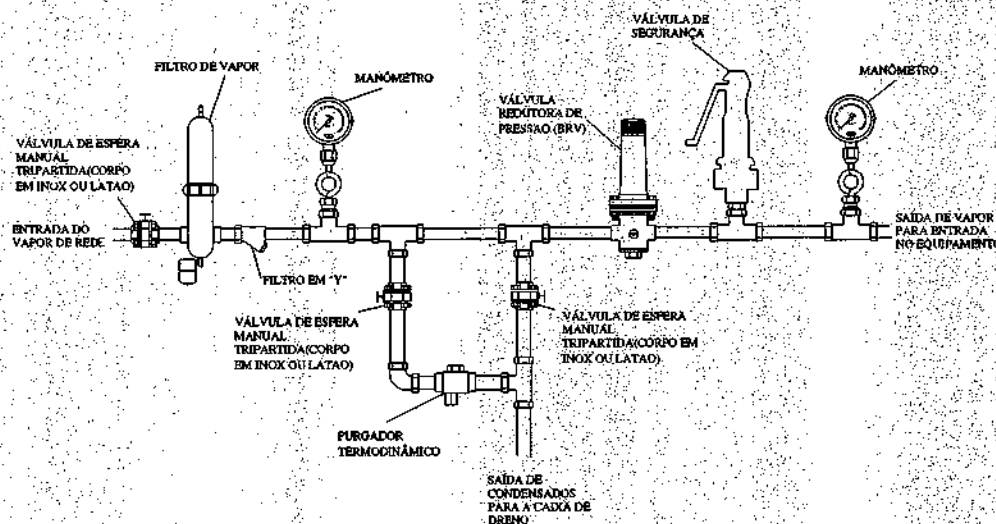 VÁLVULA DE
SEGURANÇA
FILTRO DE VAPOR
MANÔMETRO
MANÔMETRO
VÁLVULA
REDUTORA DE
PRESSÃO (BRV)
VÁLVULA DE ESFERA
MANUAL
TRIPARTIDA(CORPO
EM INOX OU LATAO)
ENTRADA DO
VAPOR DE REDE
SAÍDA DE VAPOR
PARA ENTRADA
NO EQUIPAMENTO
FILTRO EM "Y"
VÁLVULA DE ESFERA
MANUAL
TRIPARTIDA(CORPO
EM INOX OU LATAO)
VÁLVULA DE ESFERA
MANUAL
TRIPARTIDA(CORPO EM
INOX OU LATAO)
PURGADOR
TERMODINÂMICO
SAÍDA DE
CONDENSADOS
PARA A CAIXA DE
DRENO